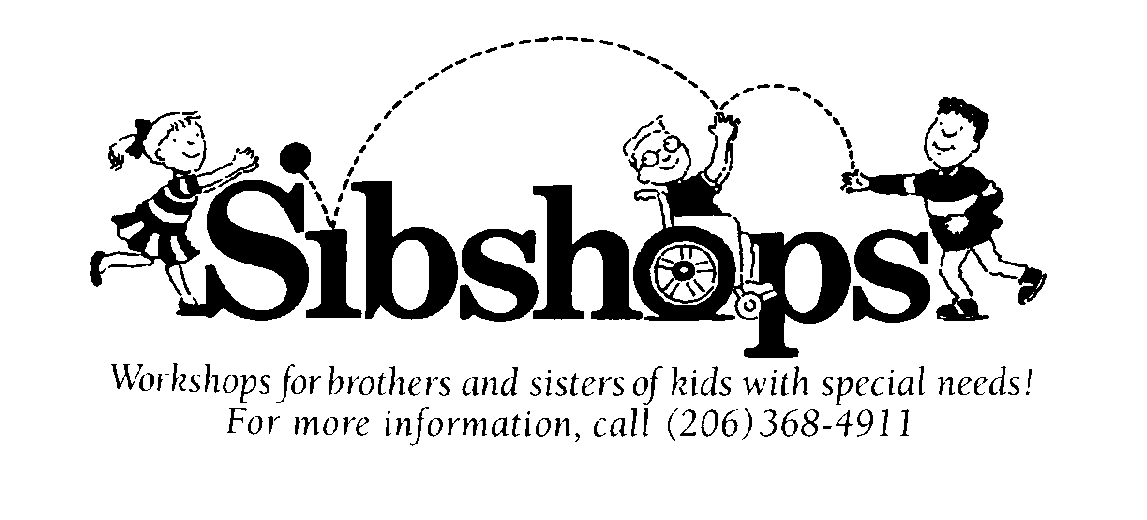 Sibshops
Workshops for brothers and sisters of kids with special needs!
For more information, call (206) 368-4911